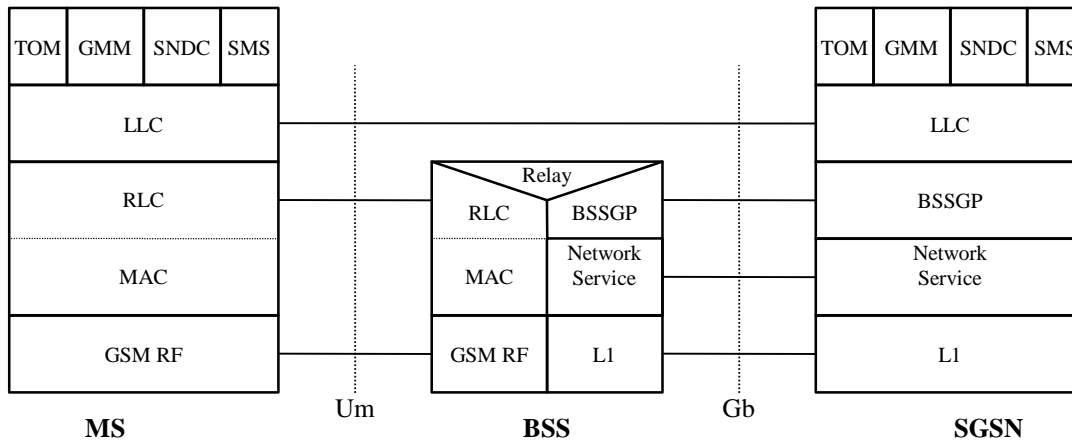 TOM GMM SNDC SMS
LLC
RLC
MAC
GSM RF
MS
Um
Relay
RLC BSSGP
MAC Network
Service
GSM RF L1
BSS
Gb
TOM GMM SNDC SMS
LLC
BSSGP
Network
Service
L1
SGSN